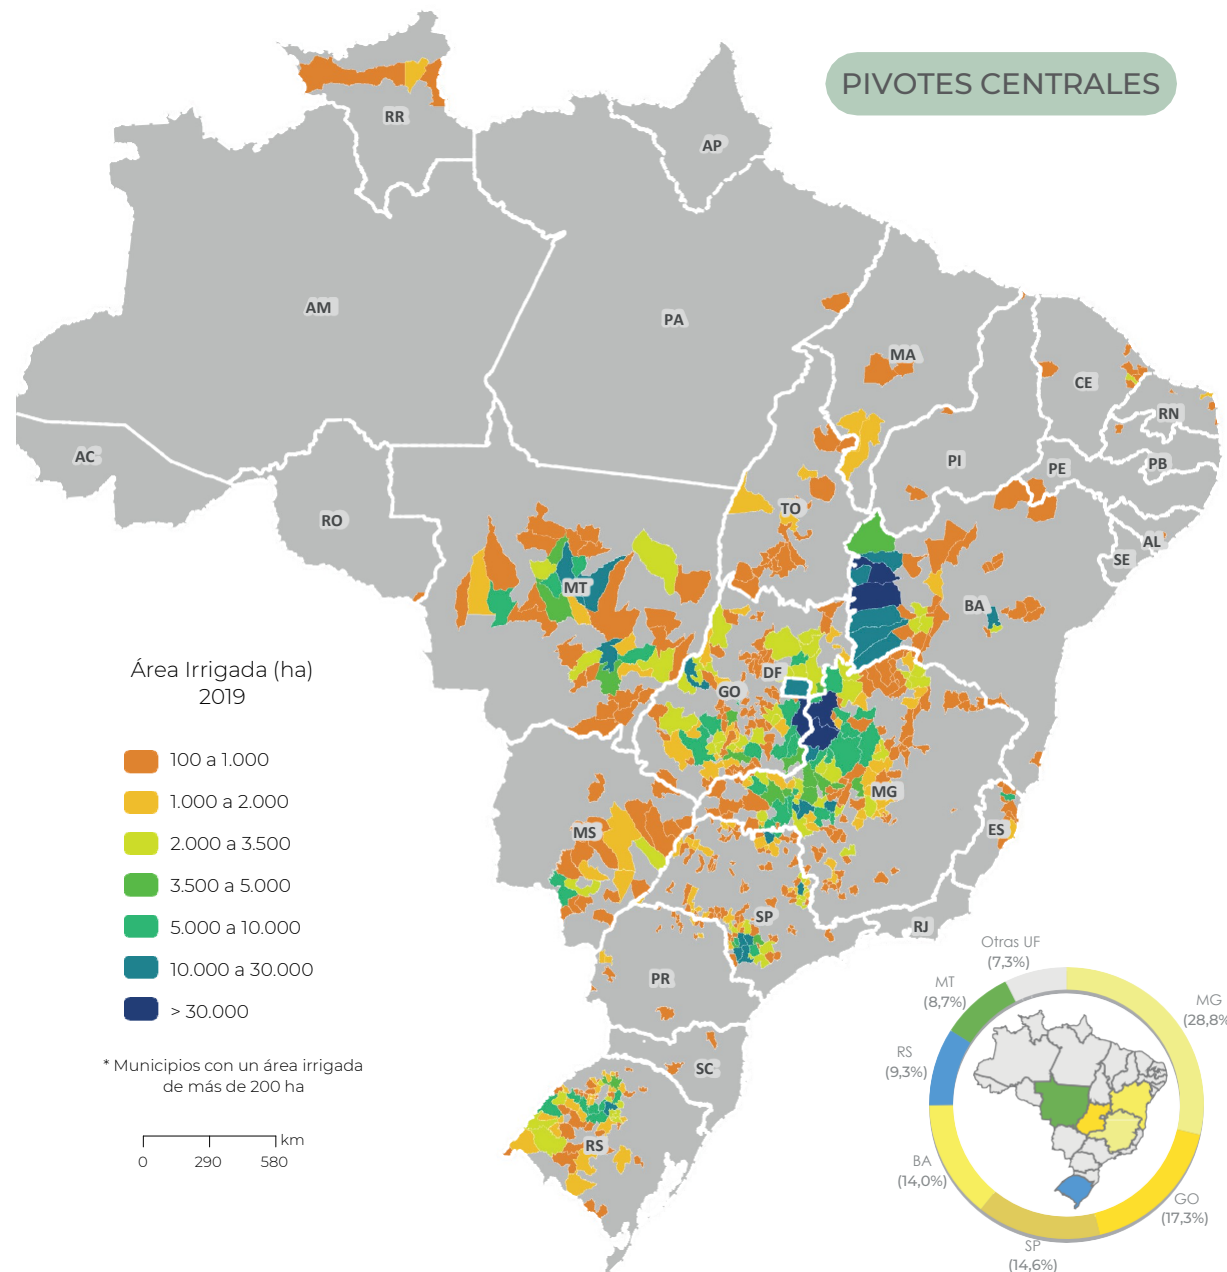 PIVOTES CENTRALES
RR
AP
AM
PA
MA
CE
RN
PB
PE
PI
AC
RO
TO
AL
SE
MT
BA
DF
GO
MG
ES
MS
SP
RJ
PR
SC
RS
Área Irrigada (ha)
2019
100 a 1.000
1.000 a 2.000
2.000 a 3.500
3.500 a 5.000
5.000 a 10.000
10.000 a 30.000
> 30.000
* Municipios con un área irrigada
de más de 200 ha
km
0 290 580
Otras UF
(7,3%)
MT
(8,7%)
MG
(28,8%
RS
(9,3%)
BA
(14,0%)
GO
(17,3%)
SP
(14,6%)